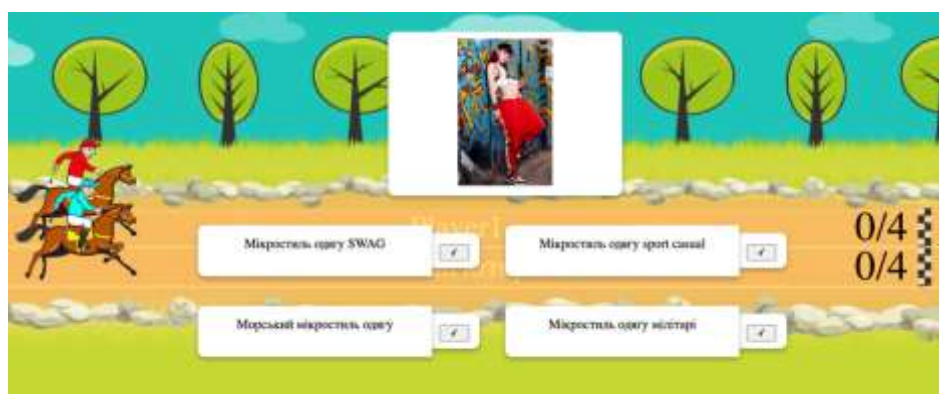 Мікростиль одягу SWAG
Мікростиль одягу sport casual
0/4
0/4
Морський мікростиль одягу
Мікростиль одягу мілітарі